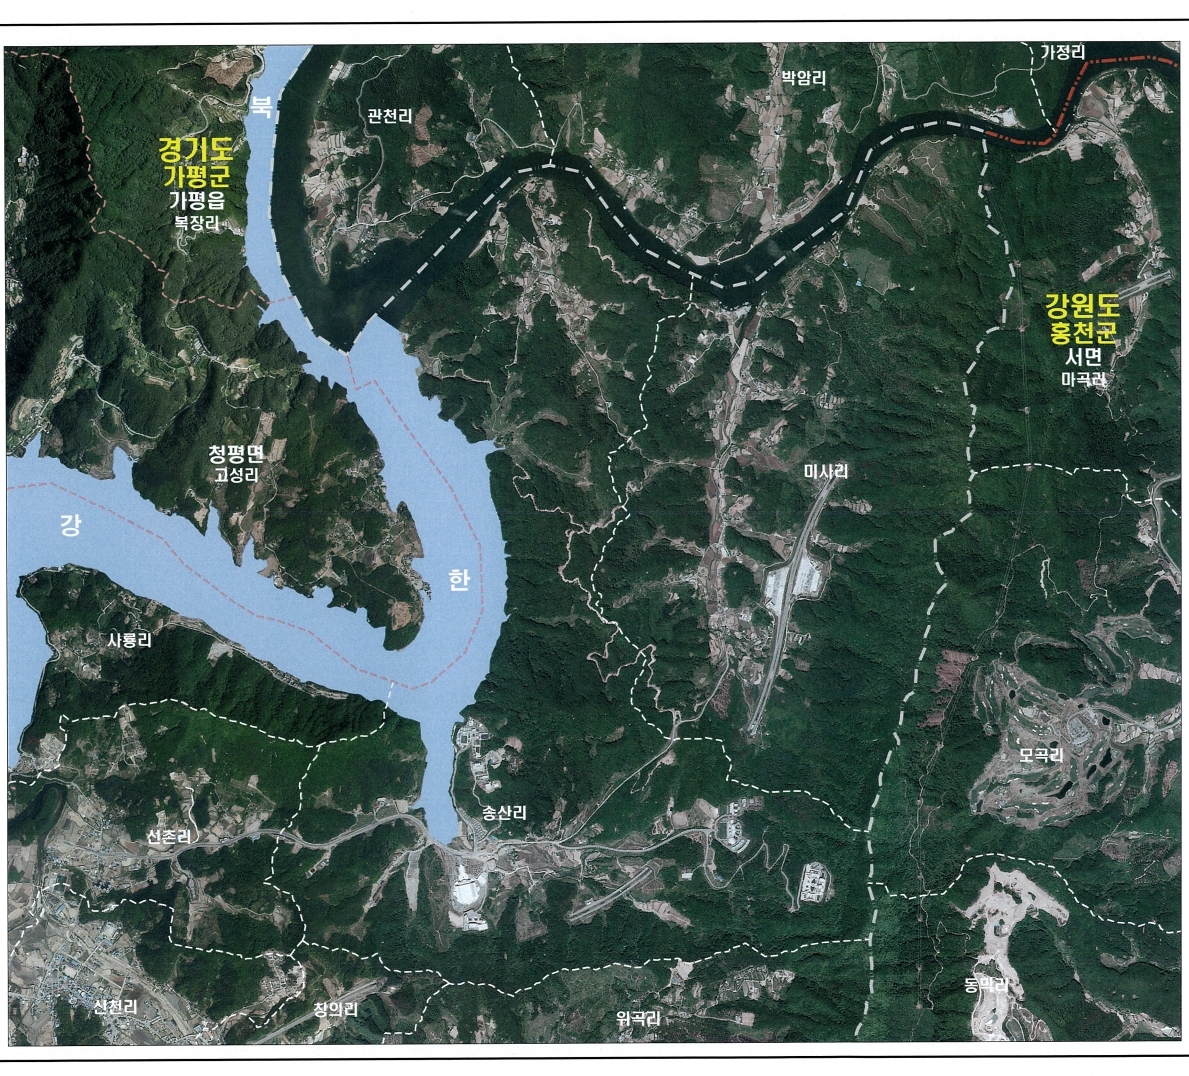 가정리
박암리
북
관천리
경기도
가평군
가평읍
복장리
강원도
홍천군
서면
마곡리
청평면
고성리
미사리
강
한
사룡리
모곡리
송산리
선촌리
동막리
신천리
창의리
위곡리